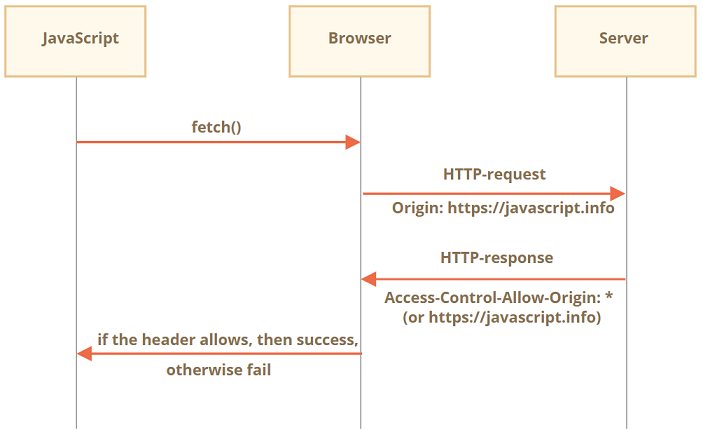 JavaScript
Browser
Server
fetch()
HTTP-request
Origin: https://javascript.info
HTTP-response
Access-Control-Allow-Origin: *
(or https://javascript.info)
if the header allows, then success,
otherwise fail